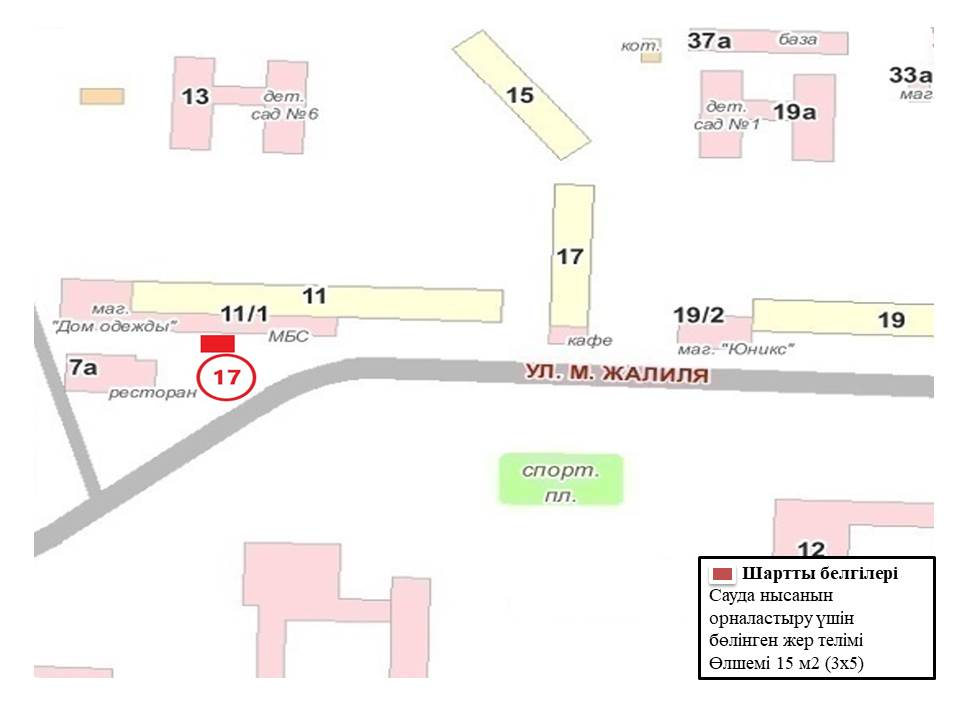 кот.
37а
база
33а
маг
13
дет.
сад №6
15
дет.
сад №1
19а
17
11
маг.
"Дом одежды"
11/1
МБС
19/2
19
кафе
маг. "Юникс"
7а
ресторан
17
УЛ. М. ЖАЛИЛЯ
спорт.
пл.
12
Шартты белгілері
Сауда нысанын
орналастыру үшін
бөлінген жер телімі
Өлшемі 15 м2 (3х5)